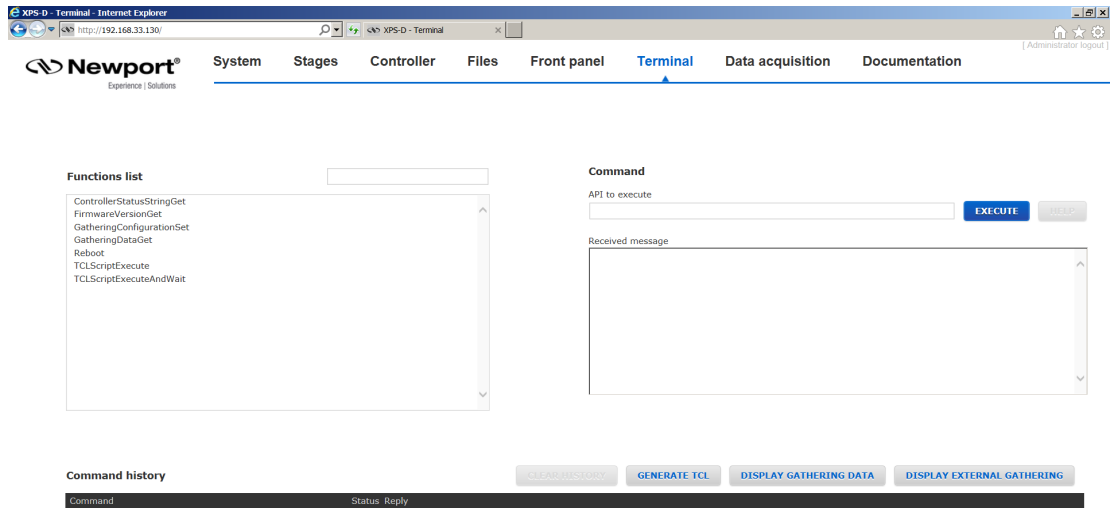 XPS-D - Terminal - Internet Explorer
http://192.168.33.130/
XPS-D - Terminal
[ Administrator logout ]
Newport®
Experience | Solutions
System Stages Controller Files Front panel Terminal Data acquisition Documentation
Functions list
ControllerStatusStringGet
FirmwareVersionGet
GatheringConfigurationSet
GatheringDataGet
Reboot
TCLScriptExecute
TCLScriptExecuteAndWait
Command
API to execute
EXECUTE HELP
Received message
Command history
CLEAR HISTORY GENERATE TCL DISPLAY GATHERING DATA DISPLAY EXTERNAL GATHERING
Command Status Reply